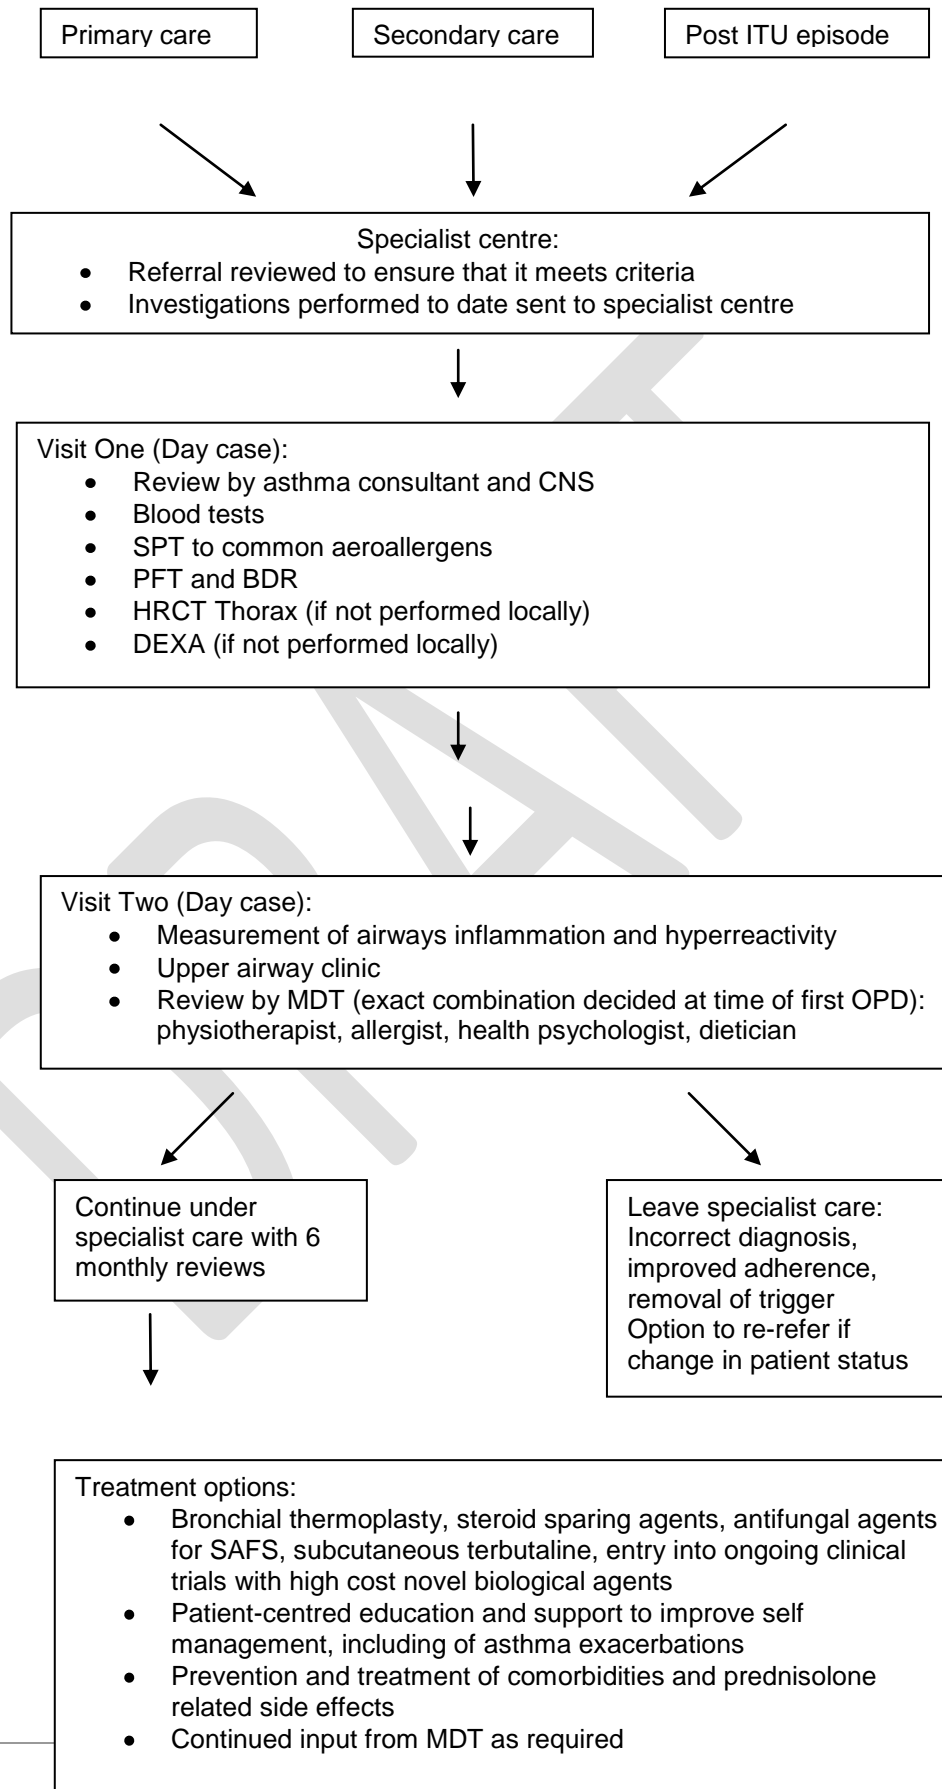 Primary care
Secondary care
Post ITU episode
Specialist centre:
• Referral reviewed to ensure that it meets criteria
• Investigations performed to date sent to specialist centre
Visit One (Day case):
• Review by asthma consultant and CNS
• Blood tests
• SPT to common aeroallergens
• PFT and BDR
• HRCT Thorax (if not performed locally)
• DEXA (if not performed locally)
Visit Two (Day case):
• Measurement of airways inflammation and hyperreactivity
• Upper airway clinic
• Review by MDT (exact combination decided at time of first OPD):
physiotherapist, allergist, health psychologist, dietician
Continue under
specialist care with 6
monthly reviews
Leave specialist care:
Incorrect diagnosis,
improved adherence,
removal of trigger
Option to re-refer if
change in patient status
Treatment options:
• Bronchial thermoplasty, steroid sparing agents, antifungal agents
for SAFS, subcutaneous terbutaline, entry into ongoing clinical
trials with high cost novel biological agents
• Patient-centred education and support to improve self
management, including of asthma exacerbations
• Prevention and treatment of comorbidities and prednisolone
related side effects
• Continued input from MDT as required
DRAFT